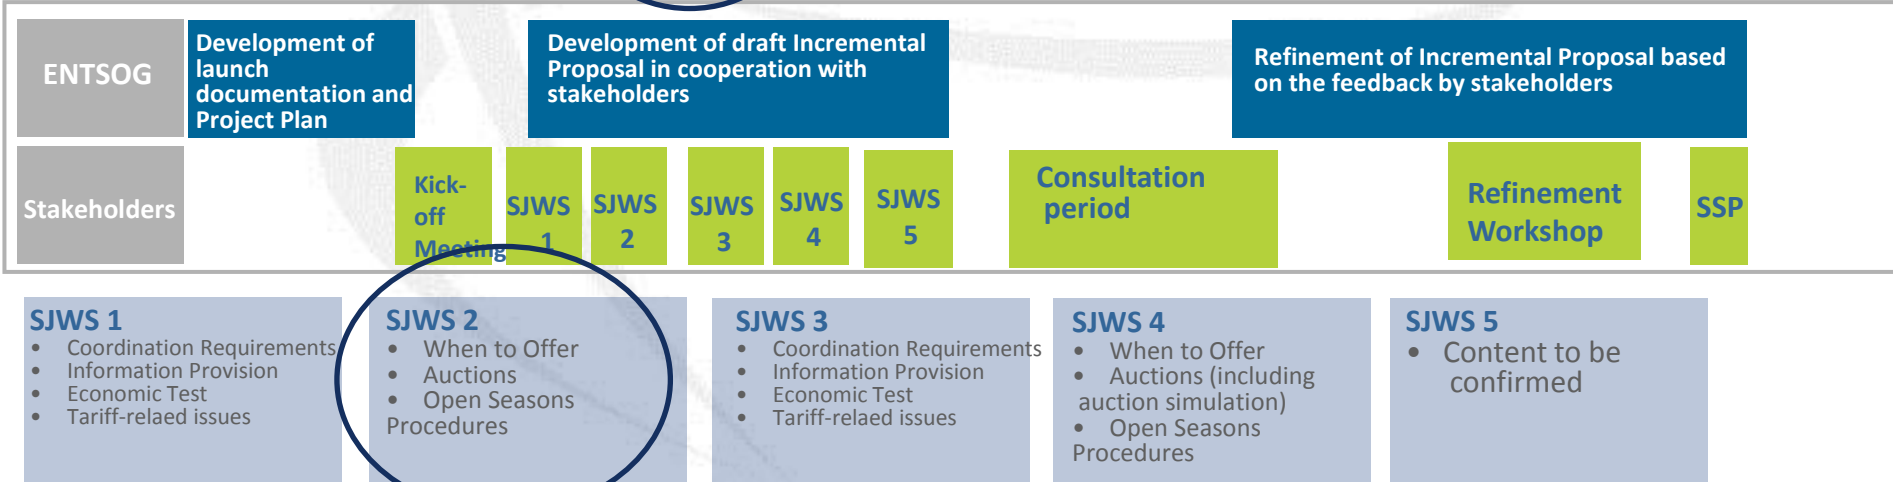 ENTSOG
Development of
launch
documentation and
Project Plan
Development of draft Incremental
Proposal in cooperation with
stakeholders
Refinement of Incremental Proposal based
on the feedback by stakeholders
Stakeholders
Kick-
off
Meeting
SJWS
1
SJWS
2
SJWS
3
SJWS
4
SJWS
5
Consultation
period
Refinement
Workshop
SSP
SJWS 1
• Coordination Requirements
• Information Provision
• Economic Test
• Tariff-relaed issues
SJWS 2
• When to Offer
• Auctions
• Open Seasons
Procedures
SJWS 3
• Coordination Requirements
• Information Provision
• Economic Test
• Tariff-relaed issues
SJWS 4
• When to Offer
• Auctions (including
auction simulation)
• Open Seasons
Procedures
SJWS 5
• Content to be
confirmed